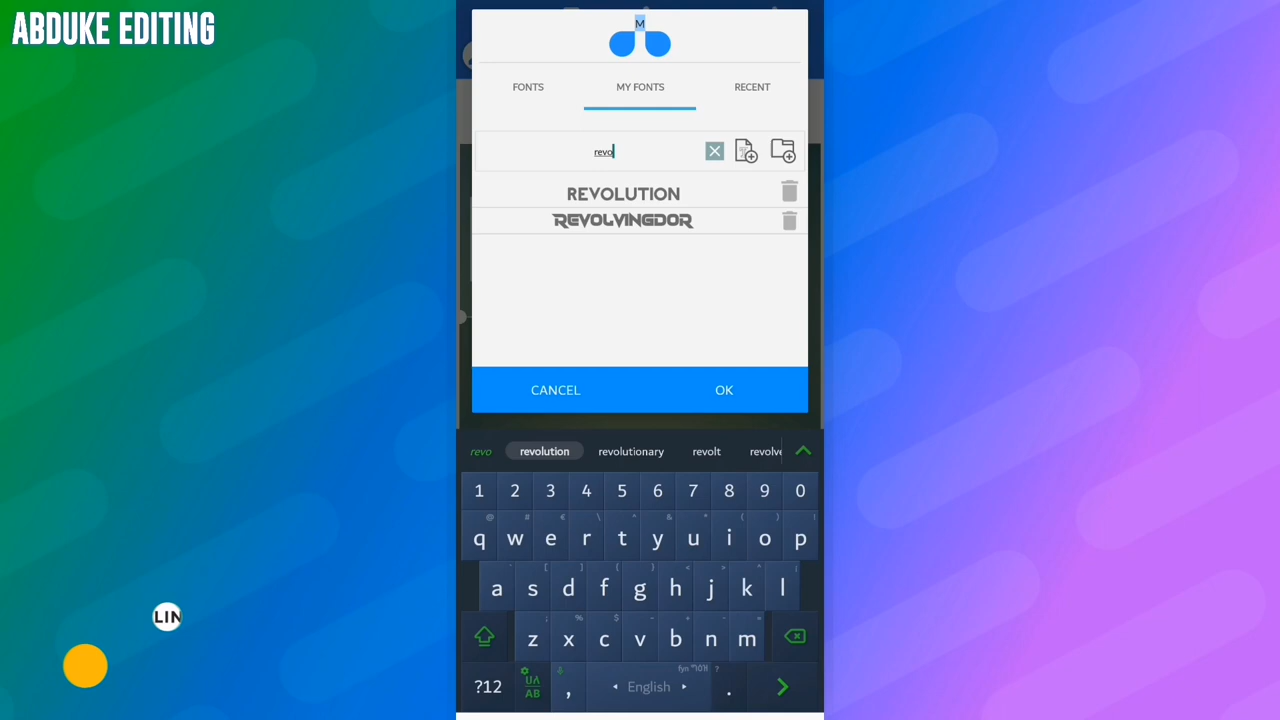 ABDUKE EDITING
M
FONTS MY FONTS RECENT
revo
REVOLUTION
REVOLVINGDOR
CANCEL OK
revo revolution revolutionary revolt revolve
1 2 3 4 5 6 7 8 9 0
q w e r t y u i o p
a s d f g h j k l
z x c v b n m
?12 , English .
LIN